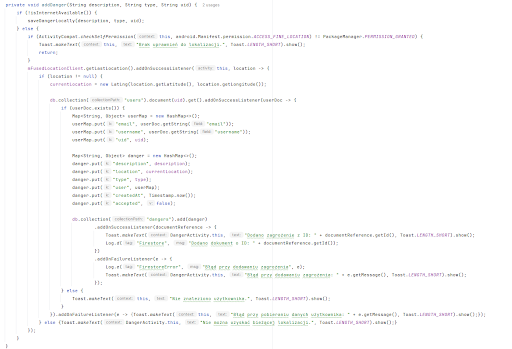 private void addDanger(String description, String type, String uid) { 2 usages
if (!isInternetAvailable()) {
saveDangerLocally(description, type, uid);
} else {
if (ActivityCompat.checkSelfPermission( context: this, android.Manifest.permission.ACCESS_FINE_LOCATION) != PackageManager.PERMISSION_GRANTED) {
Toast.makeText( context: this, text: "Brak uprawnień do lokalizacji.", Toast.LENGTH_SHORT).show();
return;
}
mFusedLocationClient.getLastLocation().addOnSuccessListener( activity: this, location -> {
if (location != null) {
currentLocation = new LatLng(location.getLatitude(), location.getLongitude());
db.collection( collectionPath: "users").document(uid).get().addOnSuccessListener(userDoc -> {
if (userDoc.exists()) {
Map<String, Object> userMap = new HashMap<>();
userMap.put( k: "email", userDoc.getString( field: "email"));
userMap.put( k: "username", userDoc.getString( field: "username"));
userMap.put( k: "uid", uid);
Map<String, Object> danger = new HashMap<>();
danger.put( k: "description", description);
danger.put( k: "location", currentLocation);
danger.put( k: "type", type);
danger.put( k: "user", userMap);
danger.put( k: "createdAt", Timestamp.now());
danger.put( k: "accepted", v: false);
db.collection( collectionPath: "dangers").add(danger)
.addOnSuccessListener(documentReference -> {
Toast.makeText( context: DangerActivity.this, text: "Dodano zagrożenie z ID: " + documentReference.getId(), Toast.LENGTH_SHORT).show();
Log.d( tag: "Firestore", msg: "Dodano dokument z ID: " + documentReference.getId());
})
.addOnFailureListener(e -> {
Log.e( tag: "FirestoreError", msg: "Błąd przy dodawaniu zagrożenia", e);
Toast.makeText( context: DangerActivity.this, text: "Błąd przy dodawaniu zagrożenia: " + e.getMessage(), Toast.LENGTH_SHORT).show();
});
} else {
Toast.makeText( context: this, text: "Nie znaleziono użytkownika.", Toast.LENGTH_SHORT).show();
}
}).addOnFailureListener(e -> {Toast.makeText( context: DangerActivity.this, text: "Błąd przy pobieraniu danych użytkownika: " + e.getMessage(), Toast.LENGTH_SHORT).show();});
} else {Toast.makeText( context: DangerActivity.this, text: "Nie można uzyskać bieżącej lokalizacji.", Toast.LENGTH_SHORT).show();}
});
}
}